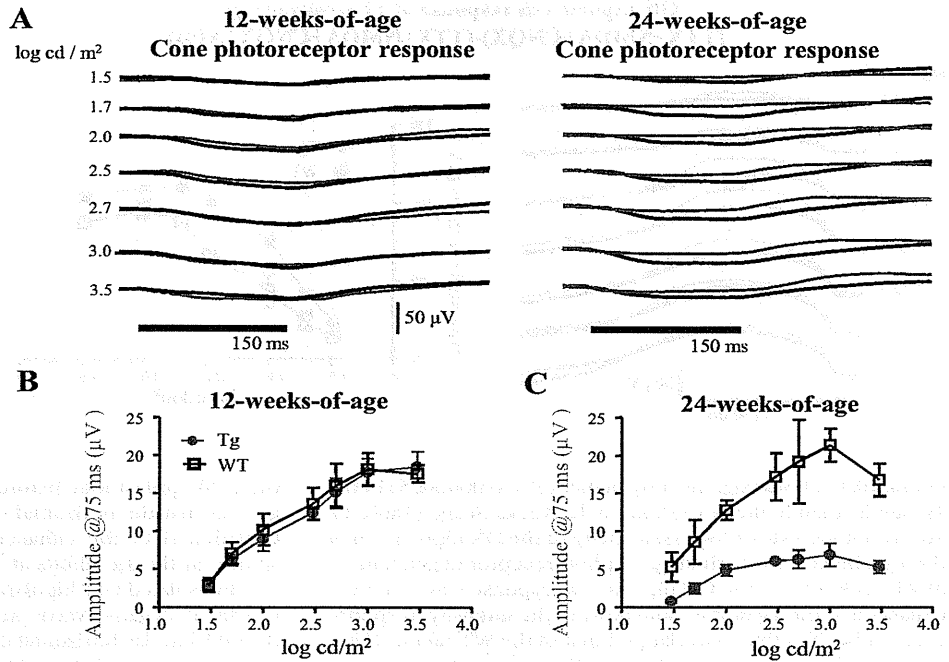 A
12-weeks-of-age
Cone photoreceptor response
24-weeks-of-age
Cone photoreceptor response
log cd / m²
1.5
1.7
2.0
2.5
2.7
3.0
3.5
50 μV
150 ms
150 ms
B
12-weeks-of-age
Amplitude @75 ms (μV )
25
20
15
10
5
0
Tg
WT
1.0 1.5 2.0 2.5 3.0 3.5 4.0
log cd/m²
C
24-weeks-of-age
Amplitude @75 ms (μV )
25
20
15
10
5
0
1.0 1.5 2.0 2.5 3.0 3.5 4.0
log cd/m²